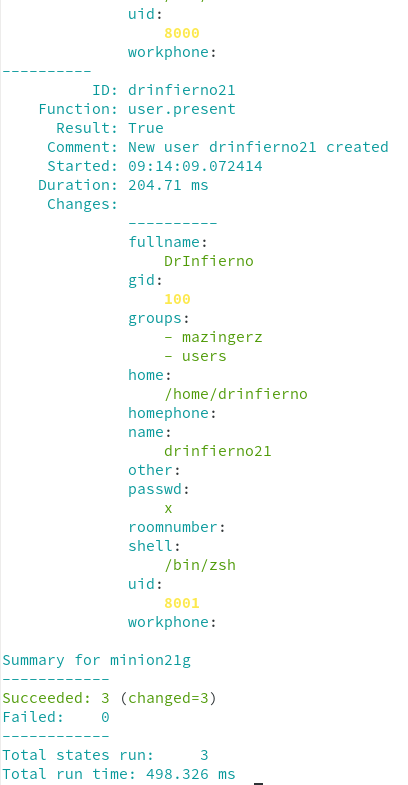 uid:
8000
workphone:
----------
ID: drinfierno21
Function: user.present
Result: True
Comment: New user drinfierno21 created
Started: 09:14:09.072414
Duration: 204.71 ms
Changes:
----------
fullname:
DrInfierno
gid:
100
groups:
- mazingerz
- users
home:
/home/drinfierno
homephone:
name:
drinfierno21
other:
passwd:
x
roomnumber:
shell:
/bin/zsh
uid:
8001
workphone:
Summary for minion21g
------------
Succeeded: 3 (changed=3)
Failed:    0
------------
Total states run:     3
Total run time: 498.326 ms